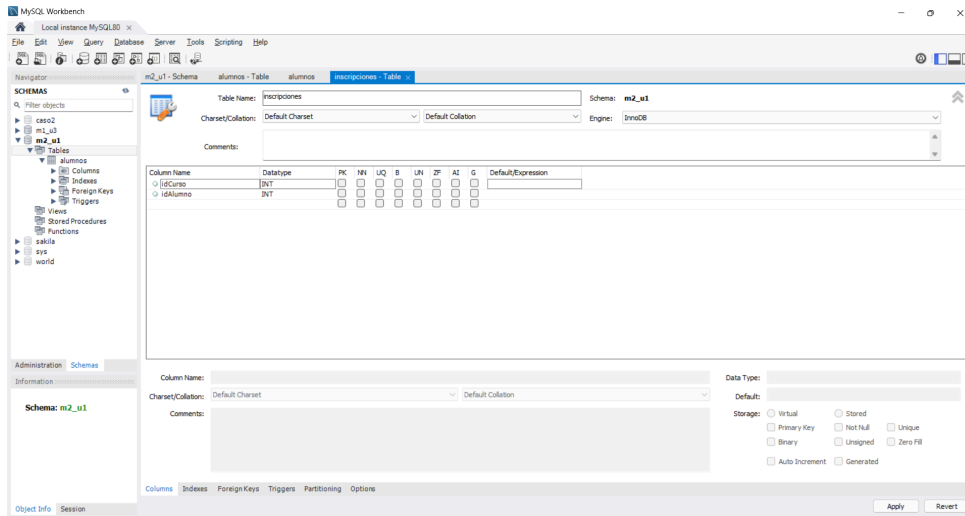 MySQL Workbench
Local instance MySQL80
File Edit View Query Database Server Tools Scripting Help
Navigator
SCHEMAS
Filter objects
caso2
m1_u3
m2_u1
Tables
alumnos
Columns
Indexes
Foreign Keys
Triggers
Views
Stored Procedures
Functions
sakila
sys
world
Administration Schemas
Information
Schema: m2_u1
Object Info Session
m2_u1 - Schema alumnos - Table alumnos inscripciones - Table
Table Name: inscripciones Schema: m2_u1
Charset/Collation: Default Charset Default Collation Engine: InnoDB
Comments:
Column Name Datatype PK NN UQ B UN ZF AI G Default/Expression
idCurso INT
idAlumno INT
Column Name: Data Type:
Charset/Collation: Default Charset Default Collation Default:
Comments: Storage: Virtual Stored
Primary Key Not Null Unique
Binary Unsigned Zero Fill
Auto Increment Generated
Columns Indexes Foreign Keys Triggers Partitioning Options
Apply Revert